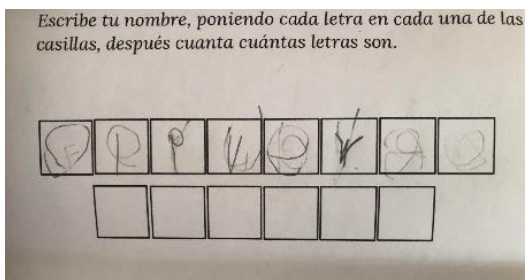 Escribe tu nombre, poniendo cada letra en cada una de las
casillas, después cuanta cuántas letras son.